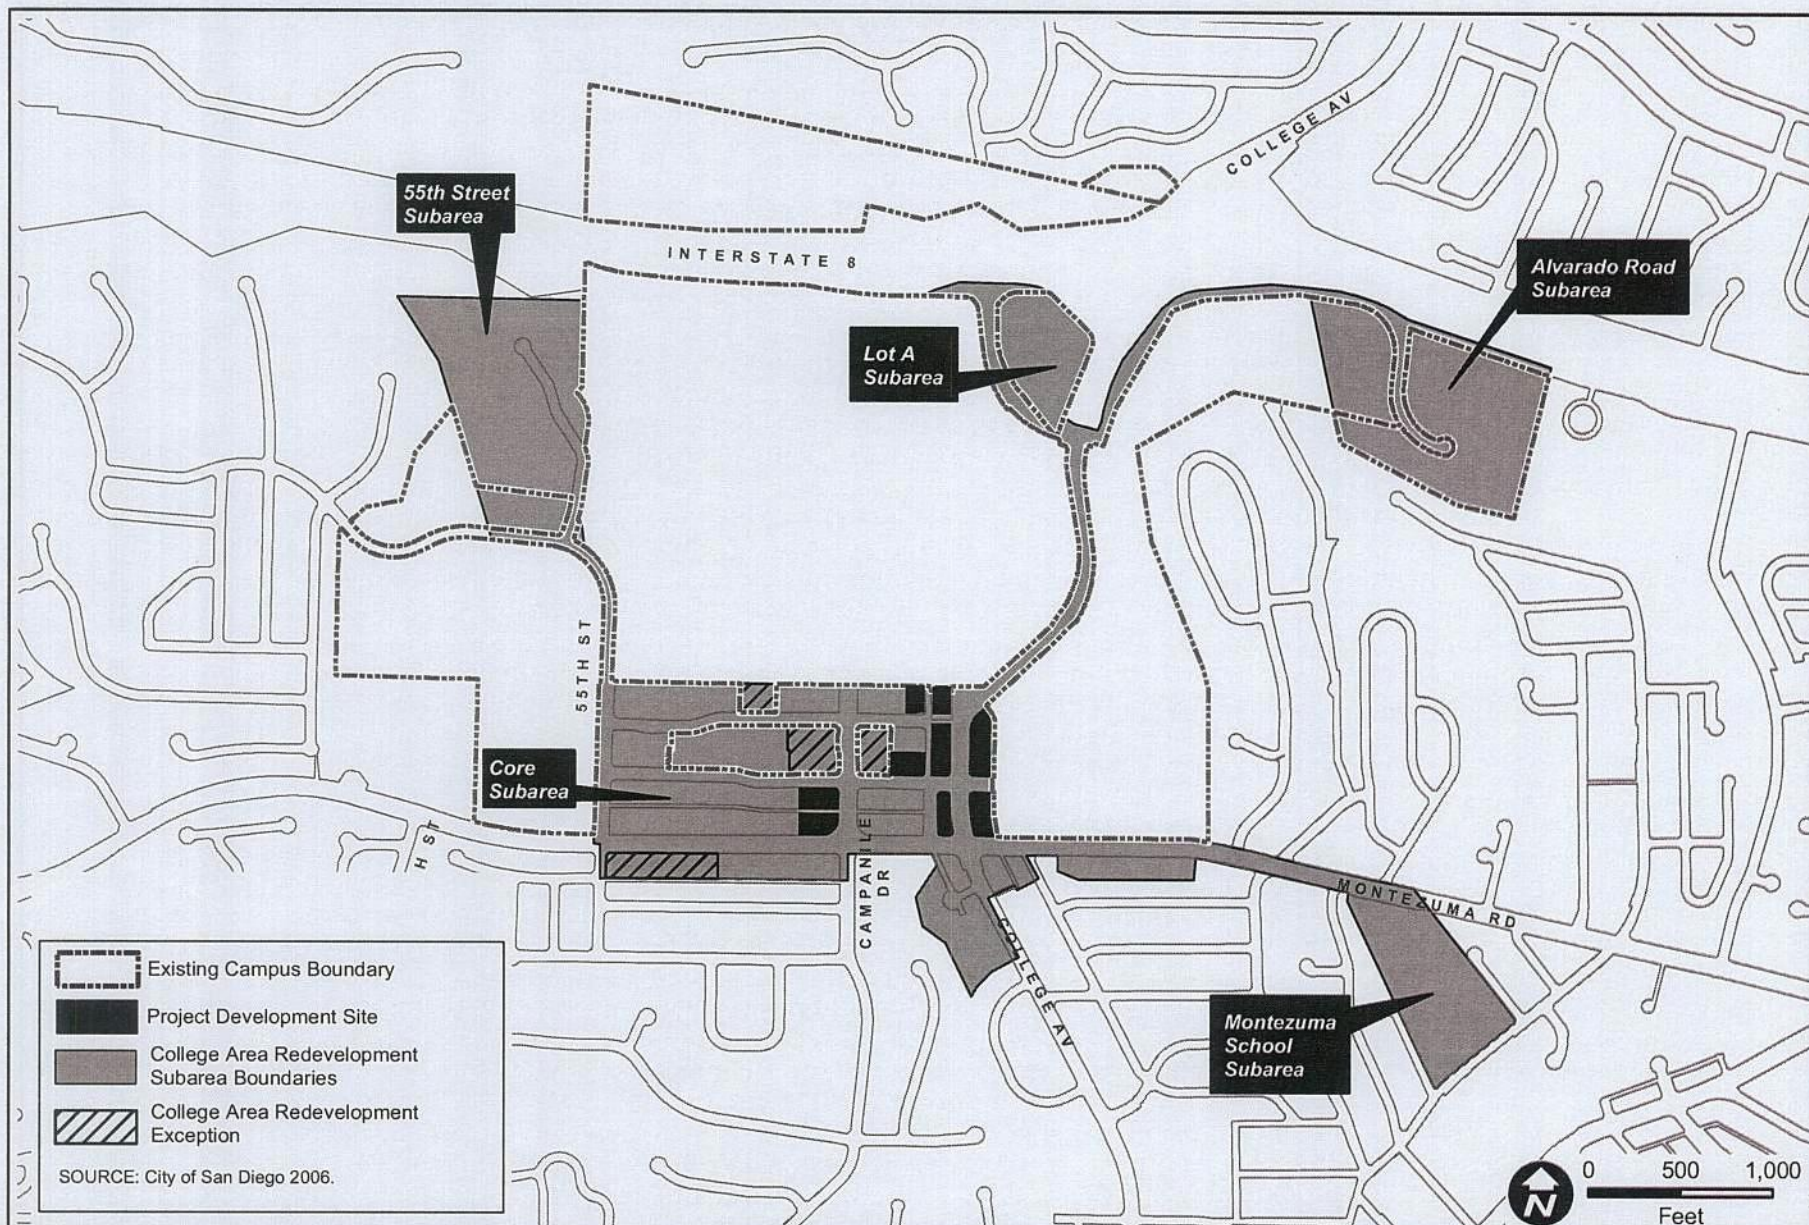 COLLEGE AV
55th Street
Subarea
INTERSTATE 8
Alvarado Road
Subarea
Lot A
Subarea
55TH ST
Core
Subarea
H ST
CAMPANILE
DR
MONTEZUMA RD
COLLEGE AV
Montezuma
School
Subarea
Existing Campus Boundary
Project Development Site
College Area Redevelopment
Subarea Boundaries
College Area Redevelopment
Exception
SOURCE: City of San Diego 2006.
N
0 500 1,000
Feet